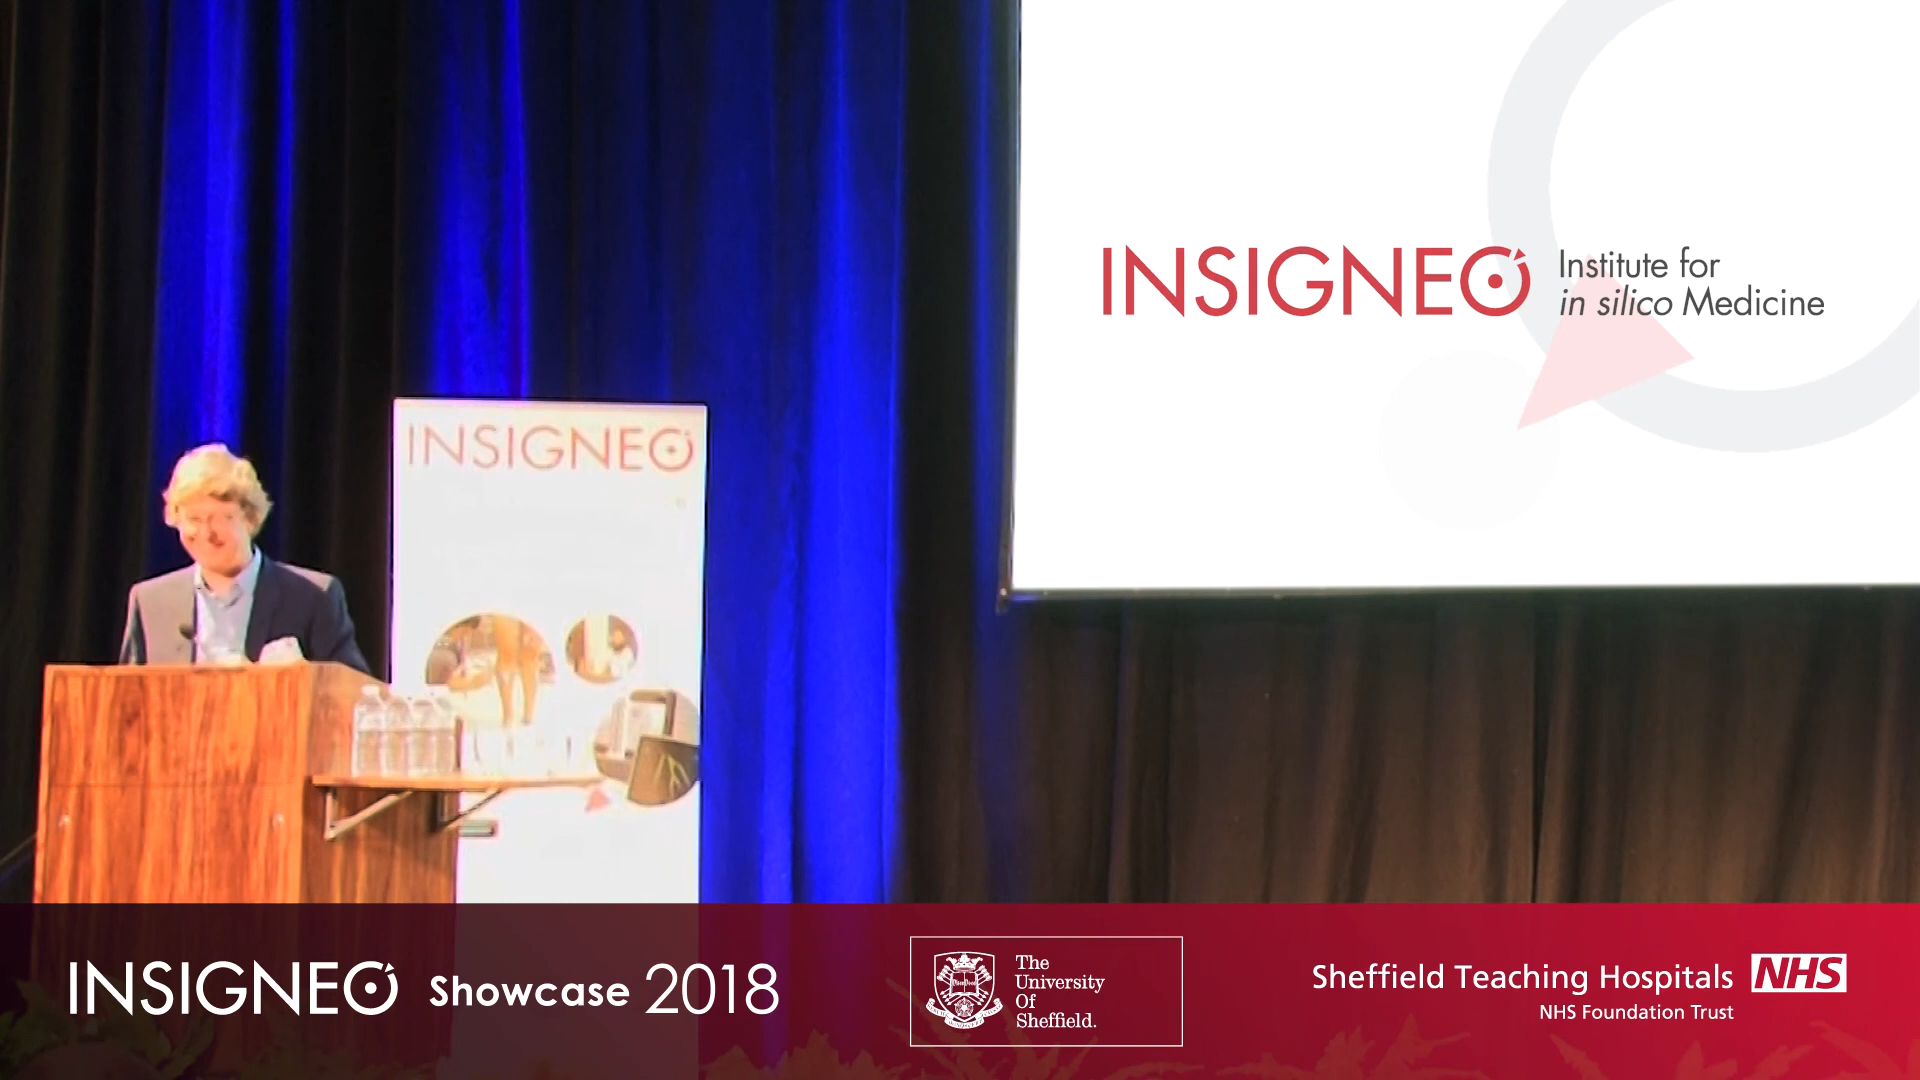 INSIGNEO
Institute for
in silico Medicine
INSIGNEO
INSIGNEO Showcase 2018
The
University
Of
Sheffield.
Sheffield Teaching Hospitals NHS
NHS Foundation Trust